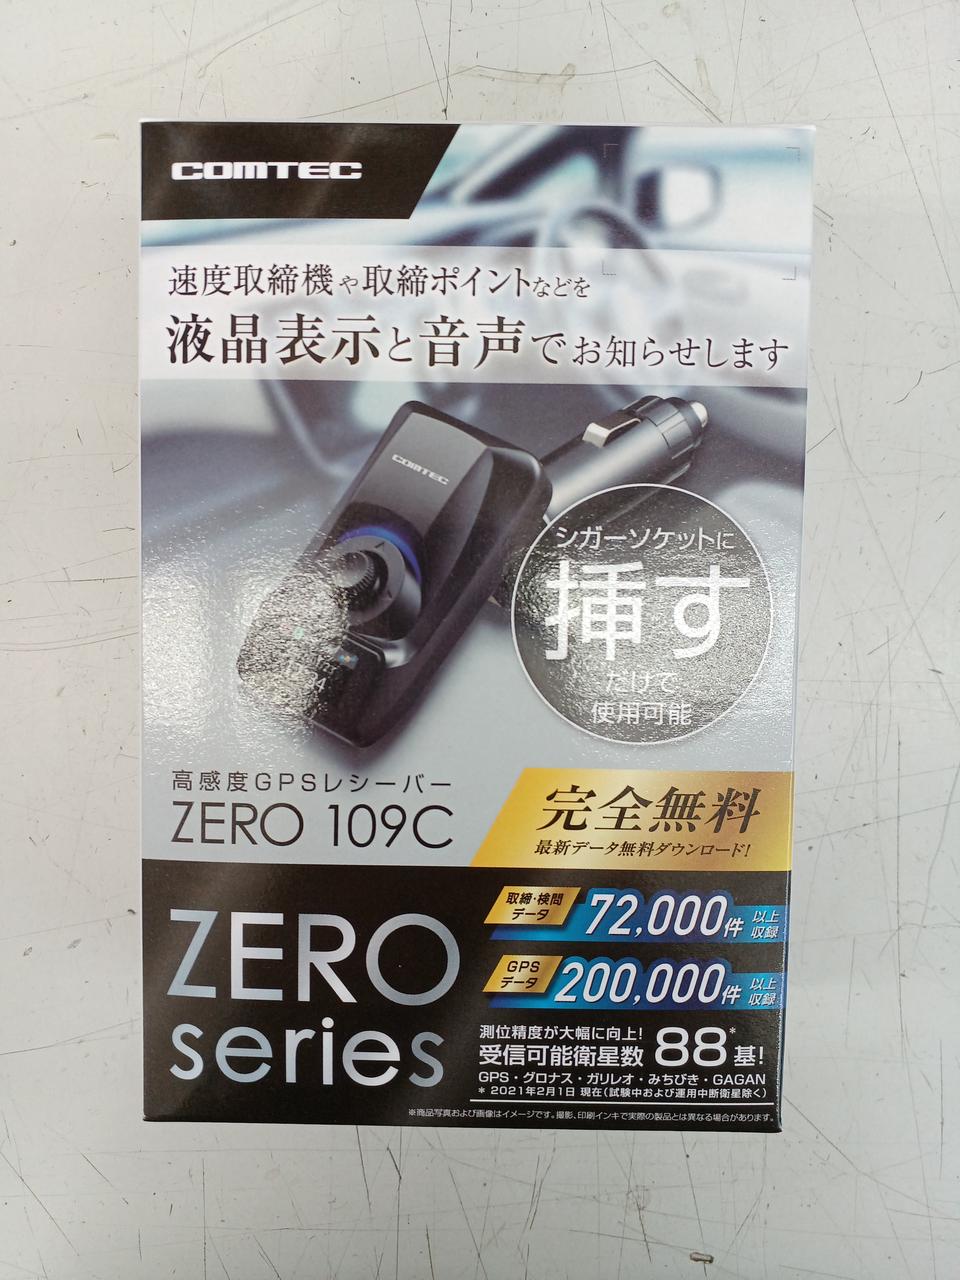 COMTEC
速度取締機や取締ポイントなどを
液晶表示と音声でお知らせします
COMTEC
シガーソケットに
挿す
だけで
使用可能
高感度GPSレシーバー
ZERO 109C
完全無料
最新データ無料ダウンロード!
ZERO
series
取締・検問
データ
72,000件
以上
収録
GPS
データ
200,000件
以上
収録
測位精度が大幅に向上!
受信可能衛星数 88*基!
GPS・グロナス・ガリレオ・みちびき・GAGAN
* 2021年2月1日 現在(試験中および運用中断衛星除く)
※商品写真および画像はイメージです。撮影、印刷インキで実際の製品とは異なる場合があります。